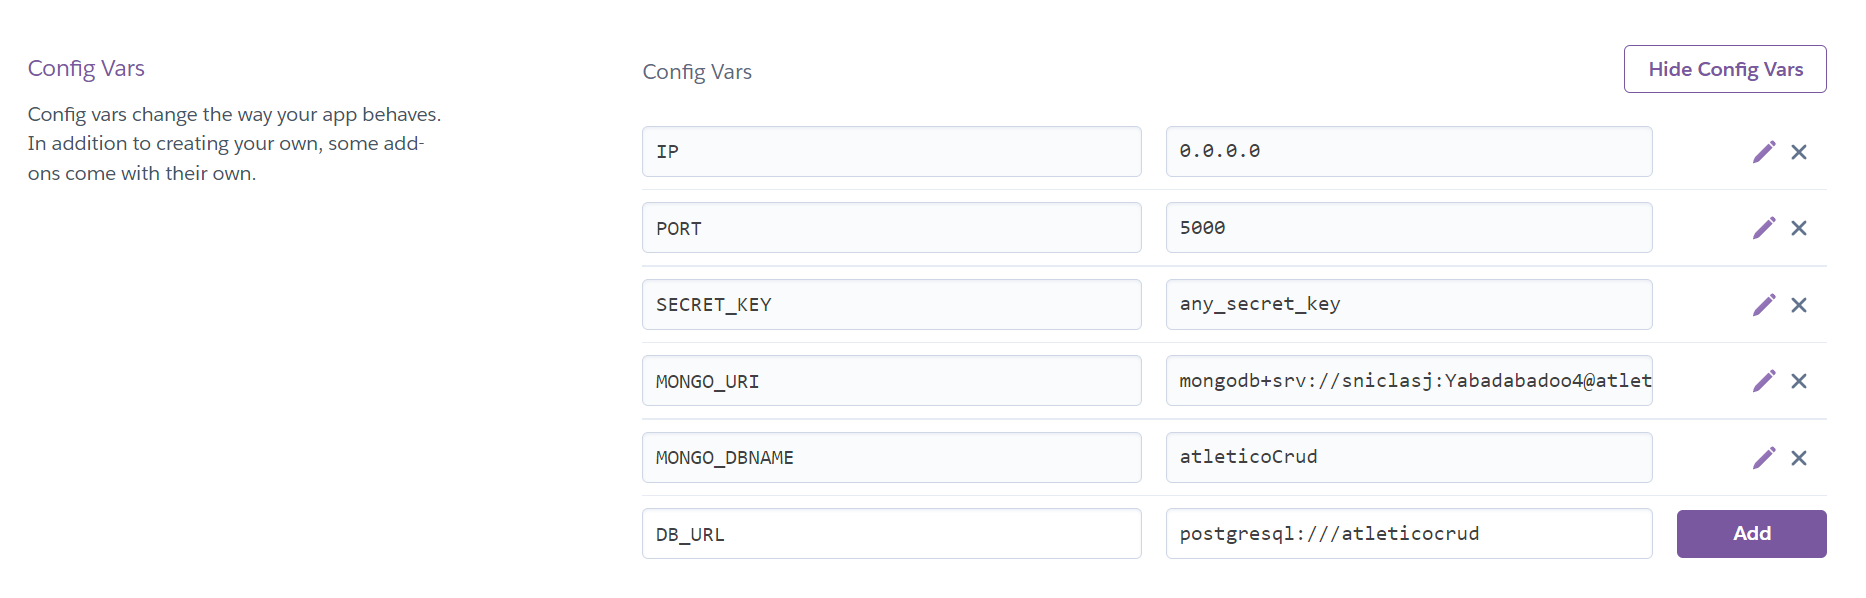 Config Vars
Config vars change the way your app behaves.
In addition to creating your own, some add-
ons come with their own.
Config Vars
Hide Config Vars
IP 0.0.0.0
PORT 5000
SECRET_KEY any_secret_key
MONGO_URI mongodb+srv://sniclasj:Yabadabadoo4@atlet
MONGO_DBNAME atleticoCrud
DB_URL postgresql:///atleticocrud Add